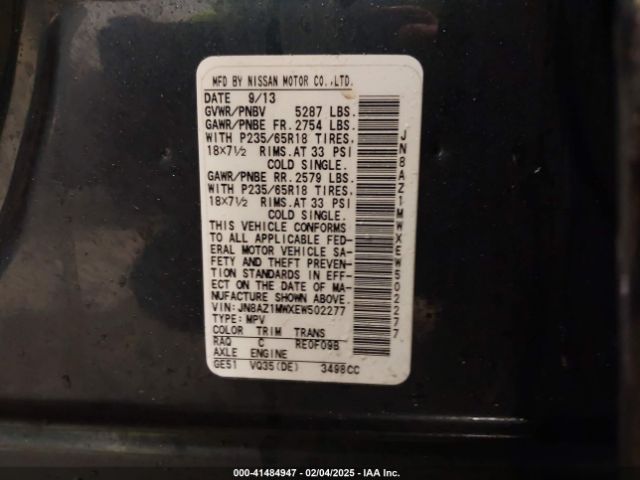 MFD BY NISSAN MOTOR CO.,LTD.
DATE 9/13
GVWR/PNBV 5287 LBS.
GAWR/PNBE FR. 2754 LBS.
WITH P235/65R18 TIRES,
18X7½ RIMS. AT 33 PSI
COLD SINGLE.
GAWR/PNBE RR. 2579 LBS.
WITH P235/65R18 TIRES,
18X7½ RIMS. AT 33 PSI
COLD SINGLE.
THIS VEHICLE CONFORMS
TO ALL APPLICABLE FED-
ERAL MOTOR VEHICLE SA-
FETY AND THEFT PREVEN-
TION STANDARDS IN EFF-
ECT ON THE DATE OF MA-
NUFACTURE SHOWN ABOVE.
VIN: JN8AZ1MWXEW502277
TYPE: MPV
COLOR TRIM TRANS
RAQ C RE0F09B
AXLE ENGINE
GE51 VQ35(DE) 3498CC
JN8AZ1MWXEW502277
000-41484947 - 02/04/2025 - IAA Inc.